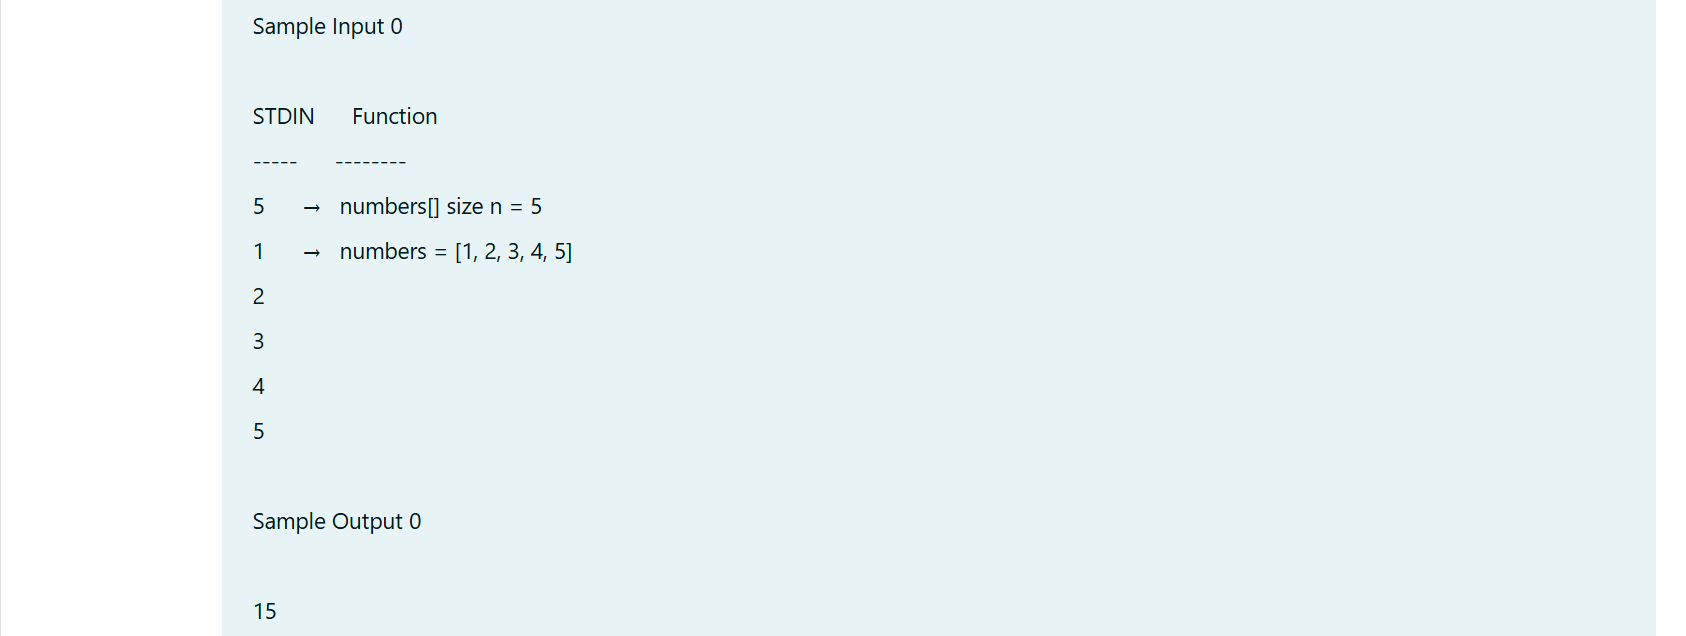 Sample Input 0
STDIN Function
----- --------
5 → numbers[] size n = 5
1 → numbers = [1, 2, 3, 4, 5]
2
3
4
5
Sample Output 0
15